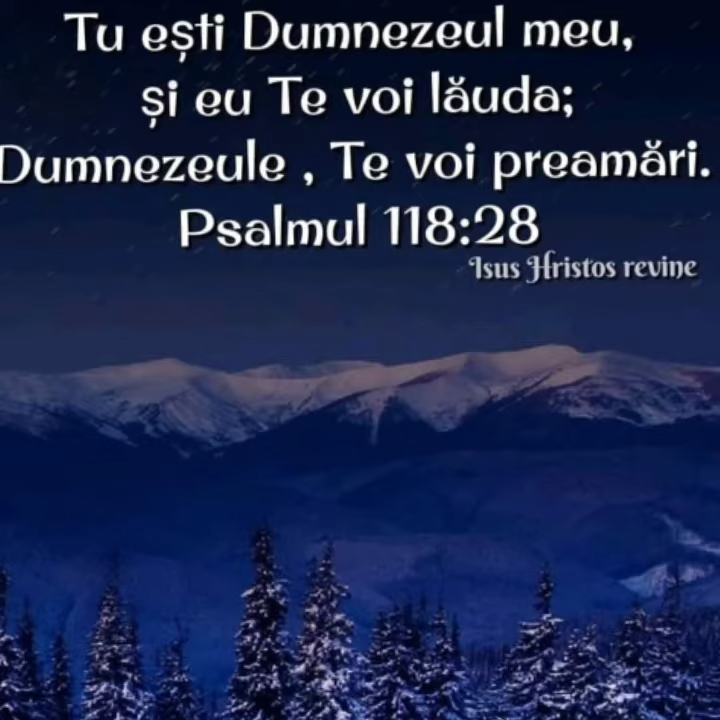 Tu ești Dumnezeul meu,
și eu Te voi lăuda;
Dumnezeule , Te voi preamări.
Psalmul 118:28
Isus Hristos revine